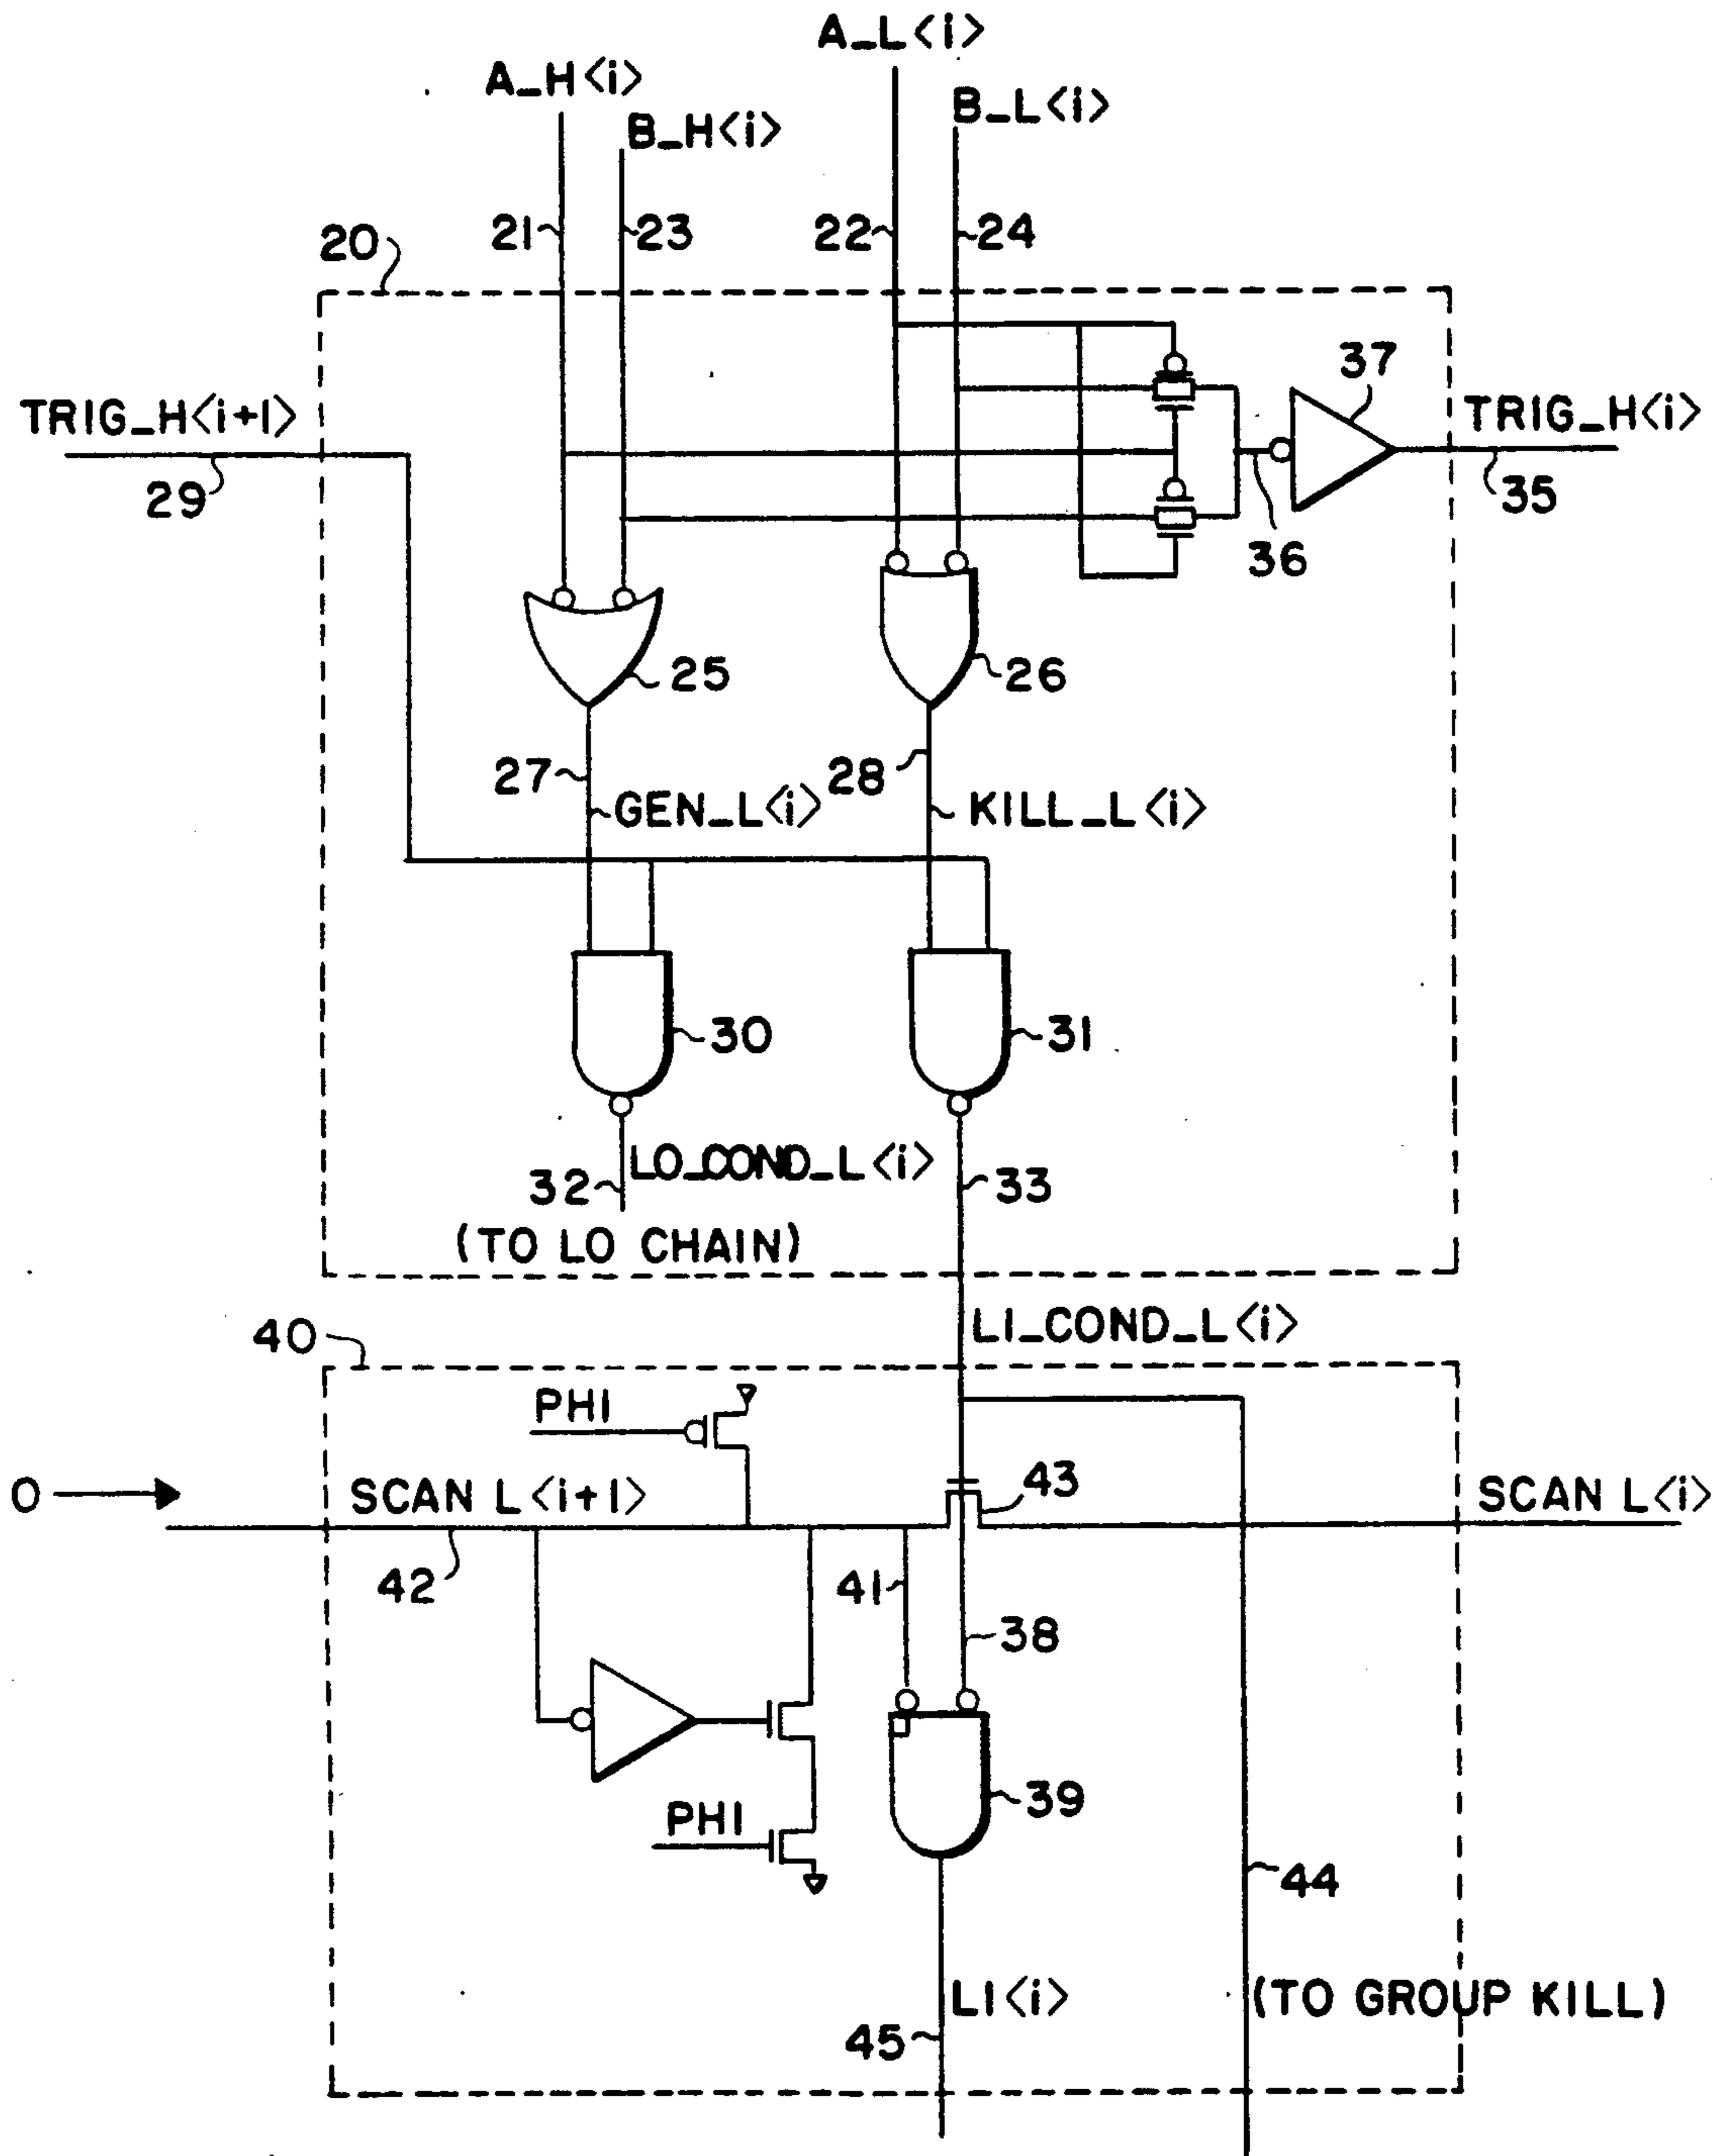 A_L<i>
A_H<i>
B_L<i>
B_H<i>
21
23
22
24
20
37
TRIG_H<i+1>
TRIG_H<i>
29
35
36
25
26
27
28
GEN_L<i>
KILL_L<i>
30
31
LO_COND_L<i>
32
33
(TO LO CHAIN)
LI_COND_L<i>
40
PHI
43
O
SCAN L<i+1>
SCAN L<i>
42
41
38
39
PHI
44
LI<i>
(TO GROUP KILL)
45